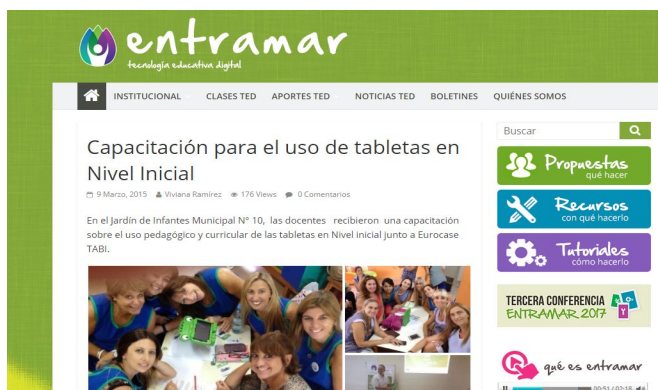 entramar
tecnología educativa digital
INSTITUCIONAL CLASES TED APORTES TED NOTICIAS TED BOLETINES QUIÉNES SOMOS
Capacitación para el uso de tabletas en
Nivel Inicial
9 Marzo, 2015 Viviana Ramírez 176 Views 0 Comentarios
En el Jardín de Infantes Municipal N° 10, las docentes recibieron una capacitación
sobre el uso pedagógico y curricular de las tabletas en Nivel inicial junto a Eurocase
TABI.
Buscar
Propuestas
qué hacer
Recursos
con qué hacerlo
Tutoriales
cómo hacerlo
TERCERA CONFERENCIA
ENTRAMAR 2017
Y
qué es entramar
00:51 / 02:18